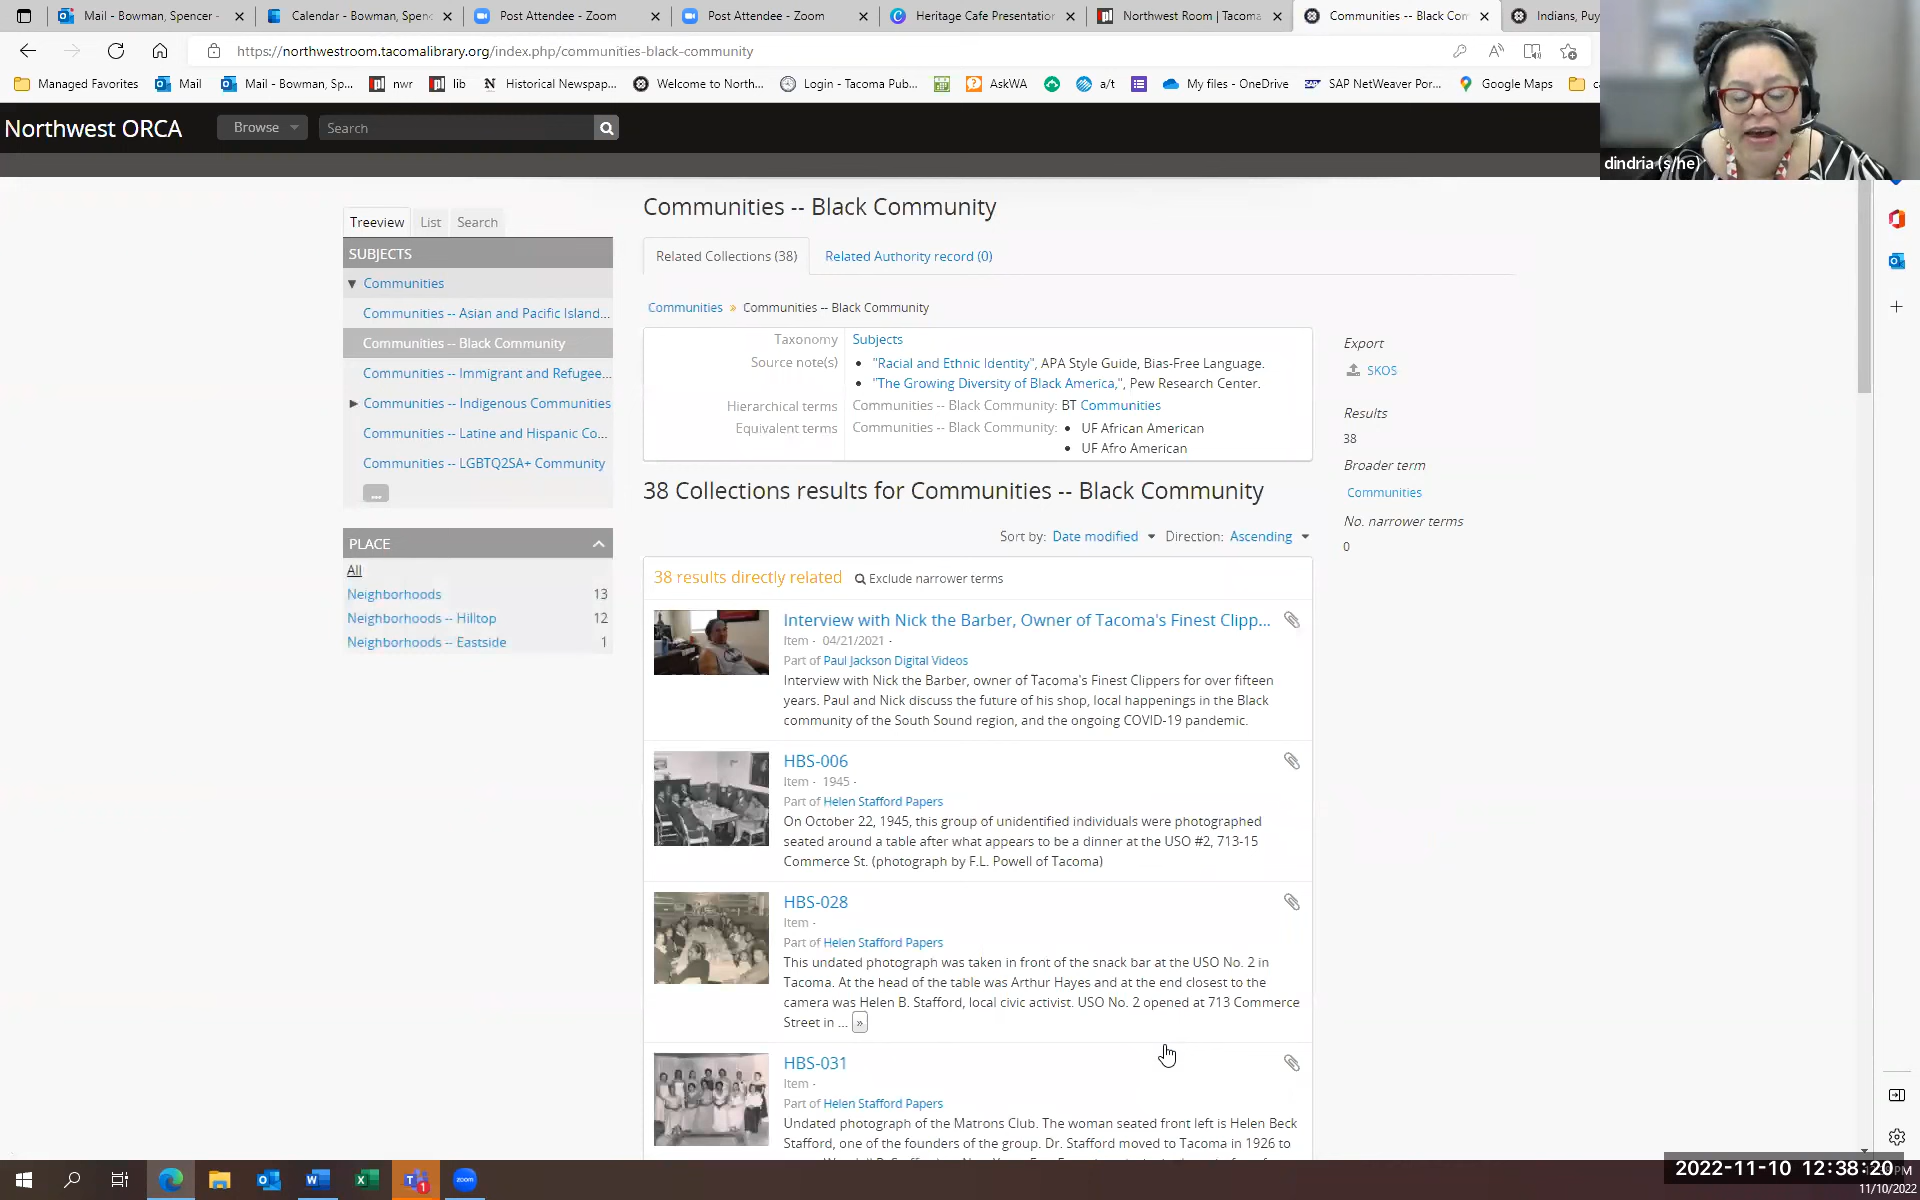 Mail - Bowman, Spencer -
Calendar - Bowman, Spenc
Post Attendee - Zoom
Post Attendee - Zoom
Heritage Cafe Presentation
Northwest Room | Tacoma
Communities -- Black Com
Indians, Puy
https://northwestroom.tacomalibrary.org/index.php/communities-black-community
Managed Favorites
Mail
Mail - Bowman, Sp...
nwr
lib
Historical Newspap...
Welcome to North...
Login - Tacoma Pub...
AskWA
a/t
My files - OneDrive
SAP NetWeaver Por...
Google Maps
Northwest ORCA
Browse
Search
dindria (s/he)
Treeview
List
Search
SUBJECTS
Communities
Communities -- Asian and Pacific Island...
Communities -- Black Community
Communities -- Immigrant and Refugee...
Communities -- Indigenous Communities
Communities -- Latine and Hispanic Co...
Communities -- LGBTQ2SA+ Community
...
PLACE
All
Neighborhoods 13
Neighborhoods -- Hilltop 12
Neighborhoods -- Eastside 1
Communities -- Black Community
Related Collections (38)
Related Authority record (0)
Communities » Communities -- Black Community
Taxonomy Subjects
Source note(s) • "Racial and Ethnic Identity", APA Style Guide, Bias-Free Language.
• "The Growing Diversity of Black America,", Pew Research Center.
Hierarchical terms Communities -- Black Community: BT Communities
Equivalent terms Communities -- Black Community: • UF African American
• UF Afro American
Export
SKOS
Results
38
Broader term
Communities
No. narrower terms
0
38 Collections results for Communities -- Black Community
Sort by: Date modified Direction: Ascending
38 results directly related Exclude narrower terms
Interview with Nick the Barber, Owner of Tacoma's Finest Clipp...
Item - 04/21/2021 -
Part of Paul Jackson Digital Videos
Interview with Nick the Barber, owner of Tacoma's Finest Clippers for over fifteen
years. Paul and Nick discuss the future of his shop, local happenings in the Black
community of the South Sound region, and the ongoing COVID-19 pandemic.
HBS-006
Item - 1945 -
Part of Helen Stafford Papers
On October 22, 1945, this group of unidentified individuals were photographed
seated around a table after what appears to be a dinner at the USO #2, 713-15
Commerce St. (photograph by F.L. Powell of Tacoma)
HBS-028
Item -
Part of Helen Stafford Papers
This undated photograph was taken in front of the snack bar at the USO No. 2 in
Tacoma. At the head of the table was Arthur Hayes and at the end closest to the
camera was Helen B. Stafford, local civic activist. USO No. 2 opened at 713 Commerce
Street in ... »
HBS-031
Item -
Part of Helen Stafford Papers
Undated photograph of the Matrons Club. The woman seated front left is Helen Beck
Stafford, one of the founders of the group. Dr. Stafford moved to Tacoma in 1926 to
2022-11-10 12:38:20
PM
11/10/2022